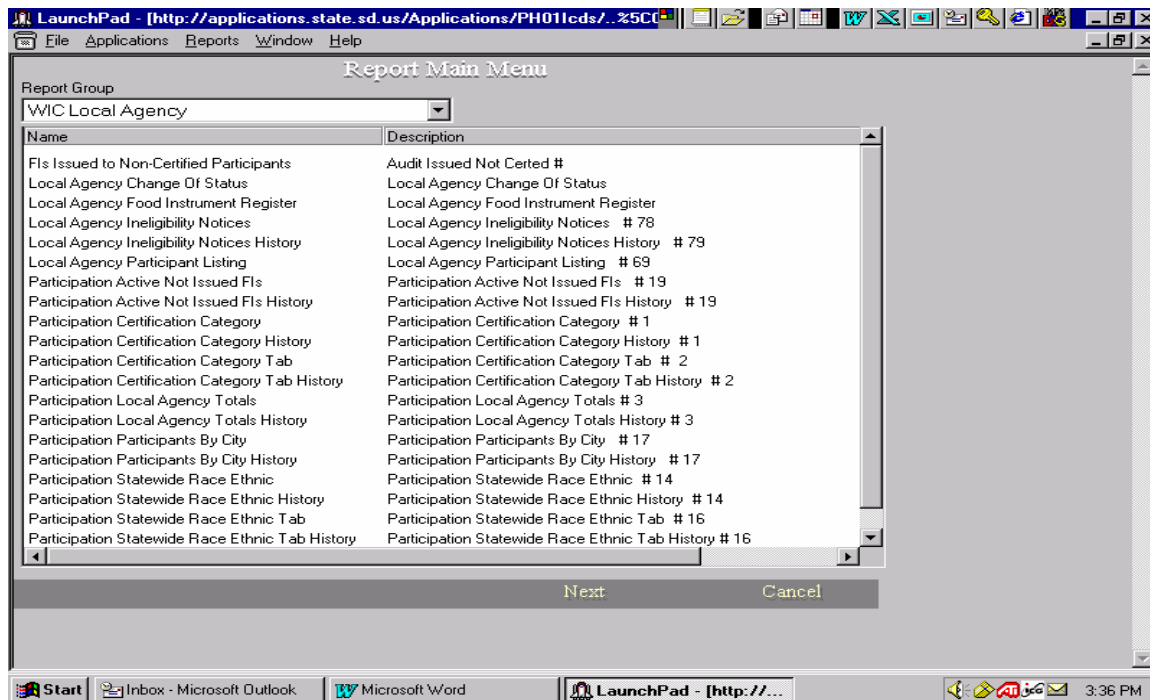 LaunchPad - [http://applications.state.sd.us/Applications/PH01Icds/..%5C
File Applications Reports Window Help
Report Main Menu
Report Group
WIC Local Agency
Name Description
FIs Issued to Non-Certified Participants Audit Issued Not Certed #
Local Agency Change Of Status Local Agency Change Of Status
Local Agency Food Instrument Register Local Agency Food Instrument Register
Local Agency Ineligibility Notices Local Agency Ineligibility Notices # 78
Local Agency Ineligibility Notices History Local Agency Ineligibility Notices History # 79
Local Agency Participant Listing Local Agency Participant Listing # 69
Participation Active Not Issued FIs Participation Active Not Issued FIs # 19
Participation Active Not Issued FIs History Participation Active Not Issued FIs History # 19
Participation Certification Category Participation Certification Category # 1
Participation Certification Category History Participation Certification Category History # 1
Participation Certification Category Tab Participation Certification Category Tab # 2
Participation Certification Category Tab History Participation Certification Category Tab History # 2
Participation Local Agency Totals Participation Local Agency Totals # 3
Participation Local Agency Totals History Participation Local Agency Totals History # 3
Participation Participants By City Participation Participants By City # 17
Participation Participants By City History Participation Participants By City History # 17
Participation Statewide Race Ethnic Participation Statewide Race Ethnic # 14
Participation Statewide Race Ethnic History Participation Statewide Race Ethnic History # 14
Participation Statewide Race Ethnic Tab Participation Statewide Race Ethnic Tab # 16
Participation Statewide Race Ethnic Tab History Participation Statewide Race Ethnic Tab History # 16
Next Cancel
Start Inbox - Microsoft Outlook Microsoft Word LaunchPad - [http://... 3:36 PM